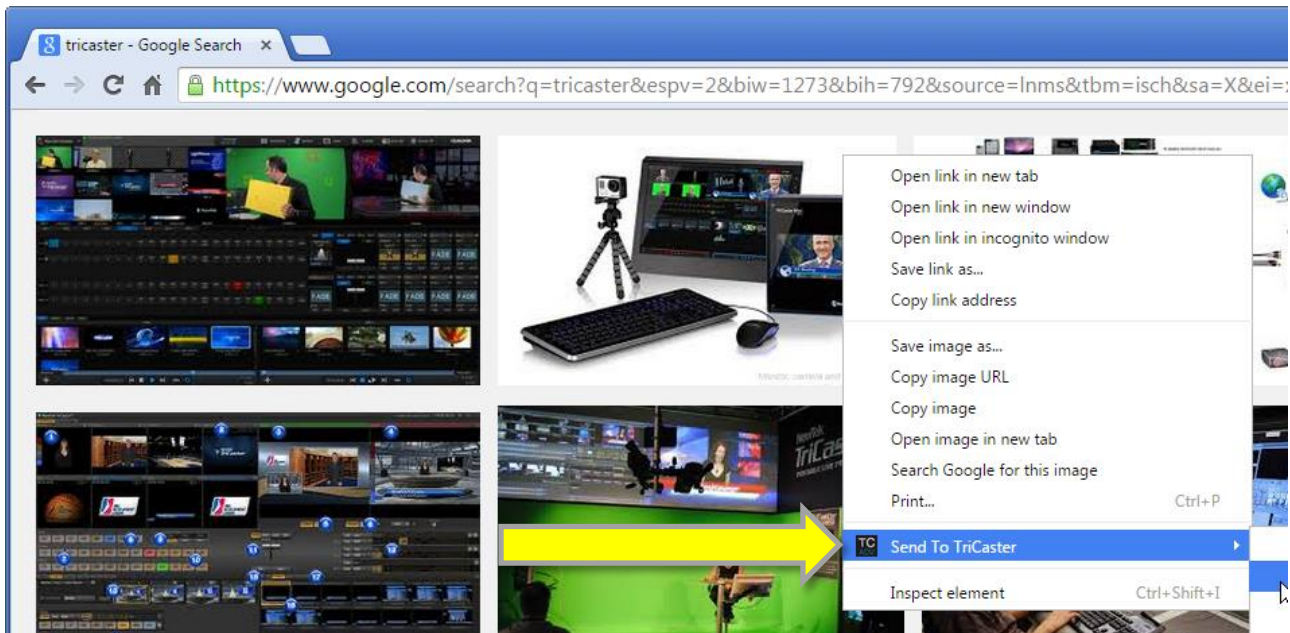 tricaster - Google Search
https://www.google.com/search?q=tricaster&espv=2&biw=1273&bih=792&source=lnms&tbm=isch&sa=X&ei=
Open link in new tab
Open link in new window
Open link in incognito window
Save link as...
Copy link address
Save image as...
Copy image URL
Copy image
Open image in new tab
Search Google for this image
Print... Ctrl+P
TC Send To TriCaster
Inspect element Ctrl+Shift+I
NewTek
FADE
FADE FADE FADE FADE